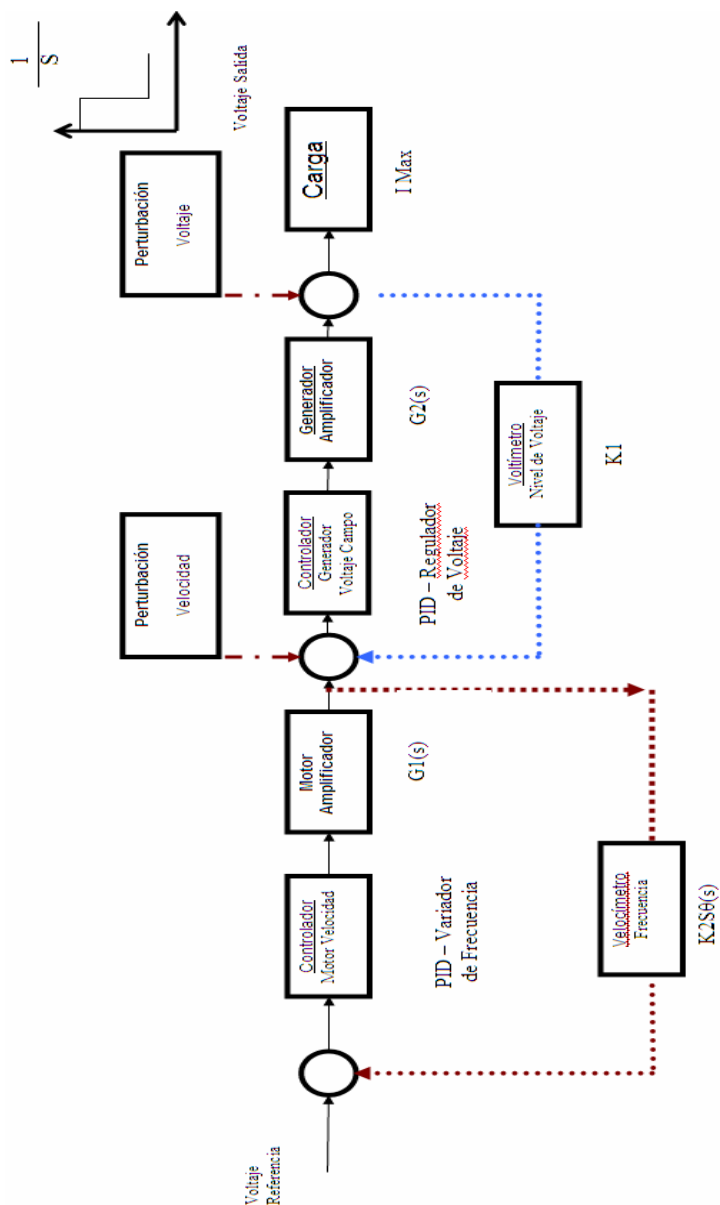 Voltaje
Referencia
Controlador
Motor Velocidad
PID – Variador
de Frecuencia
Motor
Amplificador
G1(s)
Velocímetro
Frecuencia
K2Sθ(s)
Perturbación
Velocidad
Controlador
Generador
Voltaje Campo
PID – Regulador
de Voltaje
Generador
Amplificador
G2(s)
Voltímetro
Nivel de Voltaje
K1
Perturbación
Voltaje
Carga
I Max
Voltaje Salida
1
S